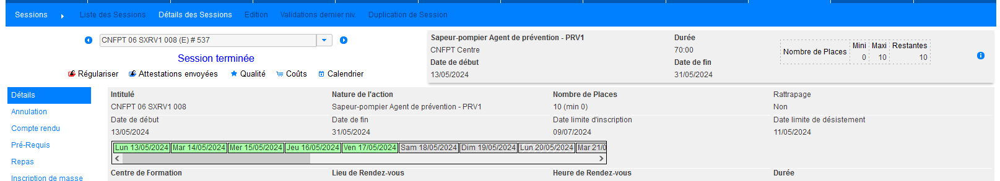 Sessions Liste des Sessions Détails des Sessions Edition Validations dernier niv. Duplication de Session
CNFPT 06 SXRV1 008 (E) # 537
Session terminée
Régulariser Attestations envoyées Qualité Coûts Calendrier
Sapeur-pompier Agent de prévention - PRV1 Durée
CNFPT Centre 70:00
Date de début Date de fin
13/05/2024 31/05/2024
Mini Maxi Restantes
Nombre de Places 0 10 10
Détails
Annulation
Compte rendu
Pré-Requis
Repas
Inscription de masse
Intitulé Nature de l'action Nombre de Places Rattrapage
CNFPT 06 SXRV1 008 Sapeur-pompier Agent de prévention - PRV1 10 (min 0) Non
Date de début Date de fin Date limite d'inscription Date limite de désistement
13/05/2024 31/05/2024 09/07/2024 11/05/2024
Lun 13/05/2024 Mar 14/05/2024 Mer 15/05/2024 Jeu 16/05/2024 Ven 17/05/2024 Sam 18/05/2024 Dim 19/05/2024 Lun 20/05/2024 Mar 21/0
Centre de Formation Lieu de Rendez-vous Heure de Rendez-vous Durée